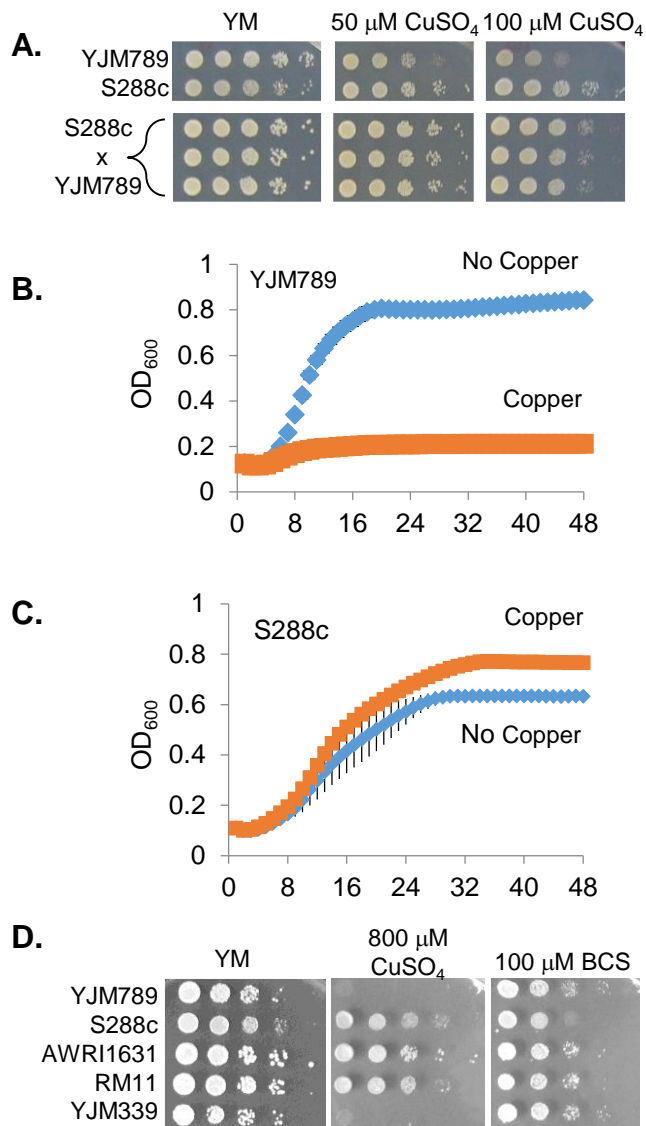 A.
YM
50 μM CuSO4
100 μM CuSO4
YJM789
S288c
S288c
x
YJM789
B.
YJM789
No Copper
Copper
OD600
1
0.8
0.6
0.4
0.2
0
0 8 16 24 32 40 48
C.
S288c
Copper
No Copper
OD600
1
0.8
0.6
0.4
0.2
0
0 8 16 24 32 40 48
D.
YM
800 μM
CuSO4
100 μM BCS
YJM789
S288c
AWRI1631
RM11
YJM339